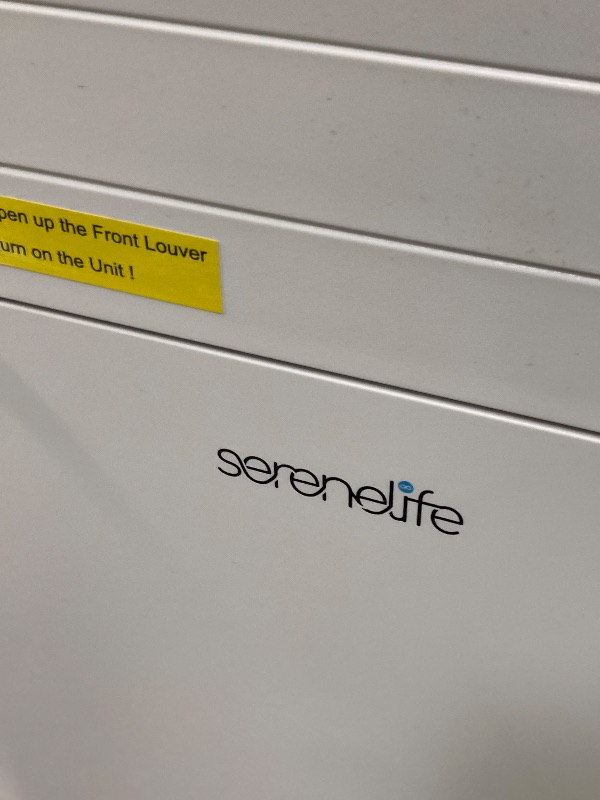 pen up the Front Louver
urn on the Unit !
serenelife